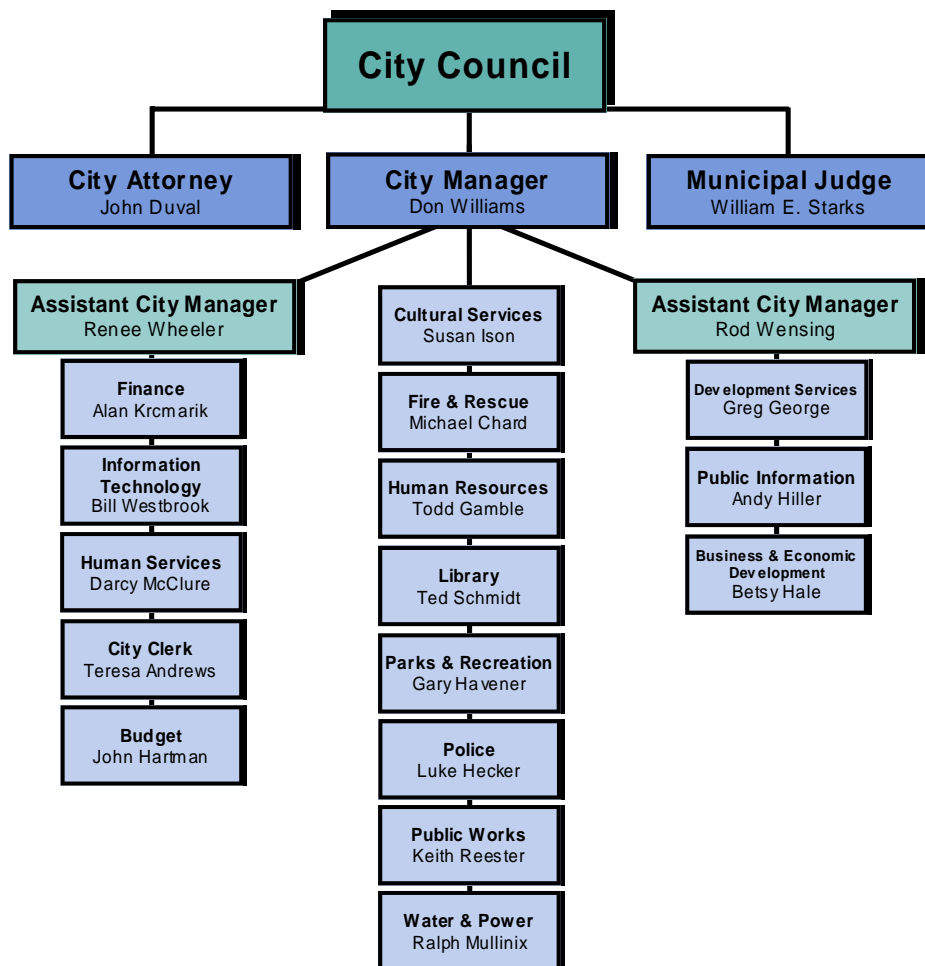 City Council
City Attorney
John Duval
City Manager
Don Williams
Municipal Judge
William E. Starks
Assistant City Manager
Renee Wheeler
Finance
Alan Krcmarik
Information
Technology
Bill Westbrook
Human Services
Darcy McClure
City Clerk
Teresa Andrews
Budget
John Hartman
Cultural Services
Susan Ison
Fire & Rescue
Michael Chard
Human Resources
Todd Gamble
Library
Ted Schmidt
Parks & Recreation
Gary Havener
Police
Luke Hecker
Public Works
Keith Reester
Water & Power
Ralph Mullinix
Assistant City Manager
Rod Wensing
Development Services
Greg George
Public Information
Andy Hiller
Business & Economic
Development
Betsy Hale